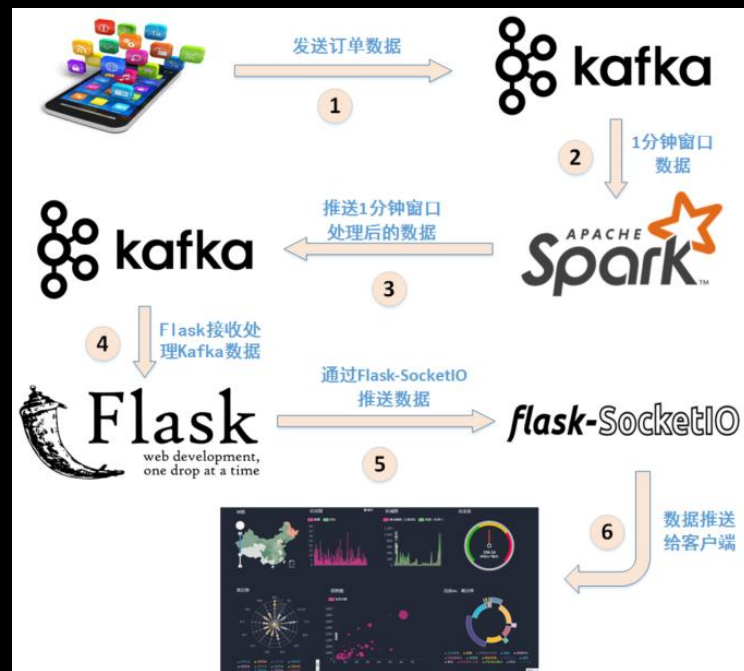 发送订单数据
1
kafka
2
1分钟窗口
数据
APACHE
Spark™
推送1分钟窗口
处理后的数据
3
kafka
4
Flask接收处
理Kafka数据
Flask
web development,
one drop at a time
通过Flask-SocketIO
推送数据
5
flask-SocketIO
6
数据推送
给客户端